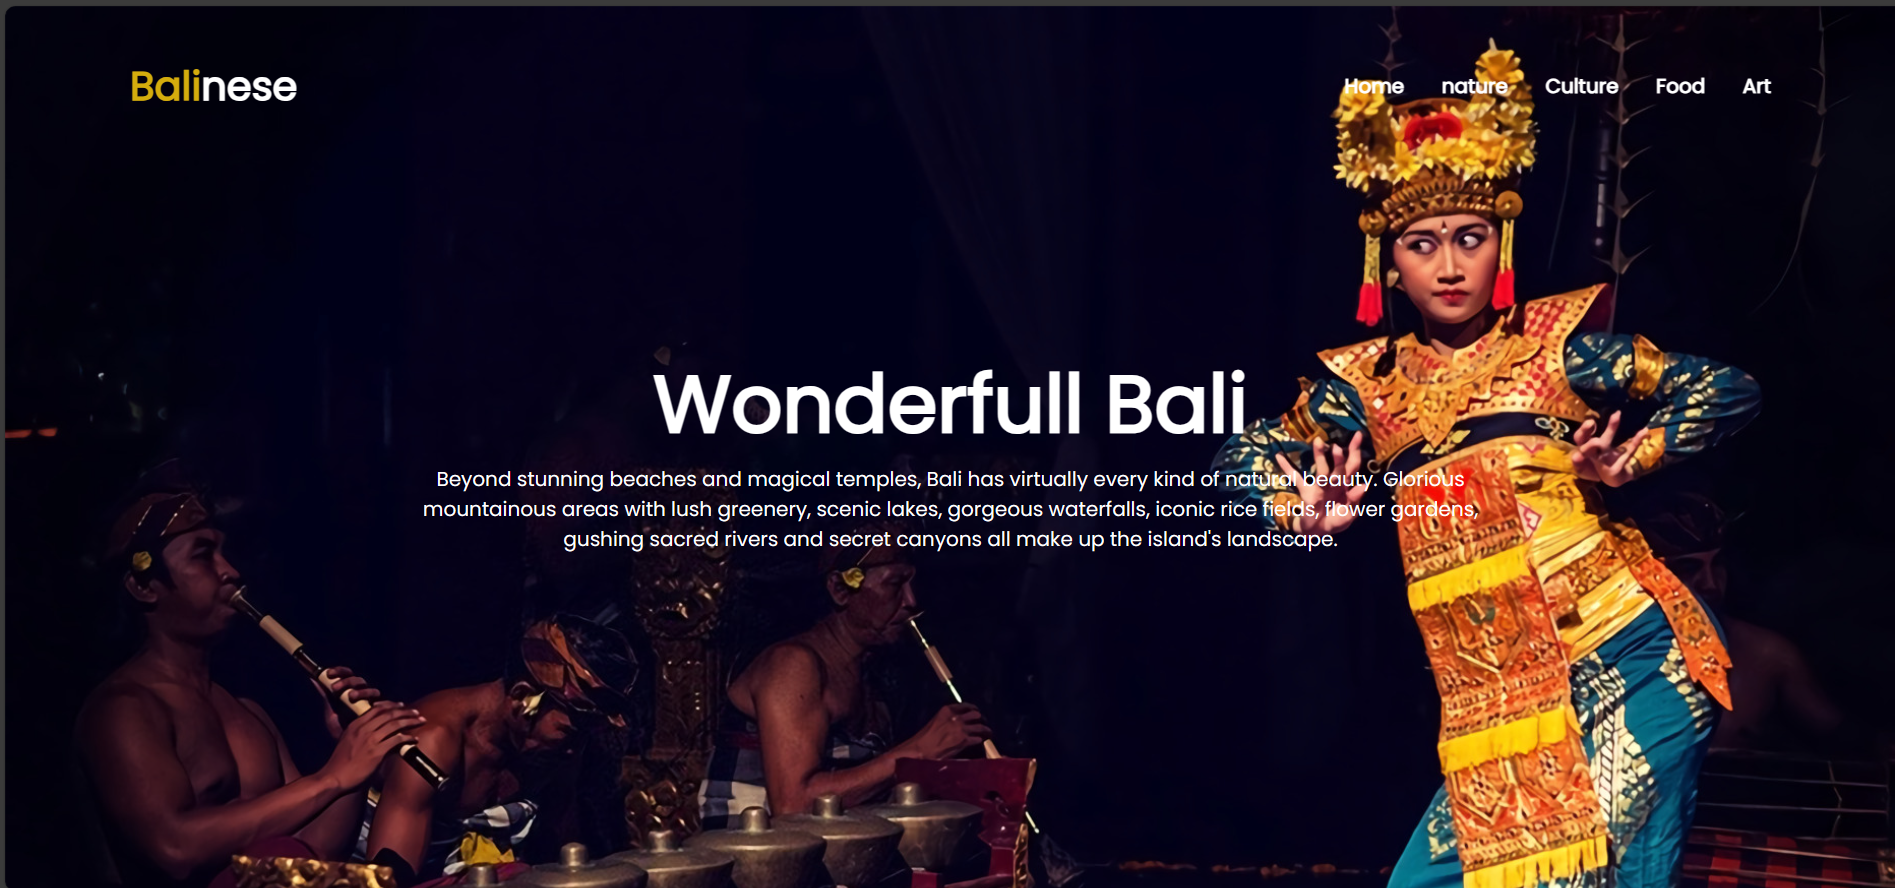 Balinese
Home nature Culture Food Art
Wonderfull Bali
Beyond stunning beaches and magical temples, Bali has virtually every kind of natural beauty. Glorious
mountainous areas with lush greenery, scenic lakes, gorgeous waterfalls, iconic rice fields, flower gardens,
gushing sacred rivers and secret canyons all make up the island's landscape.